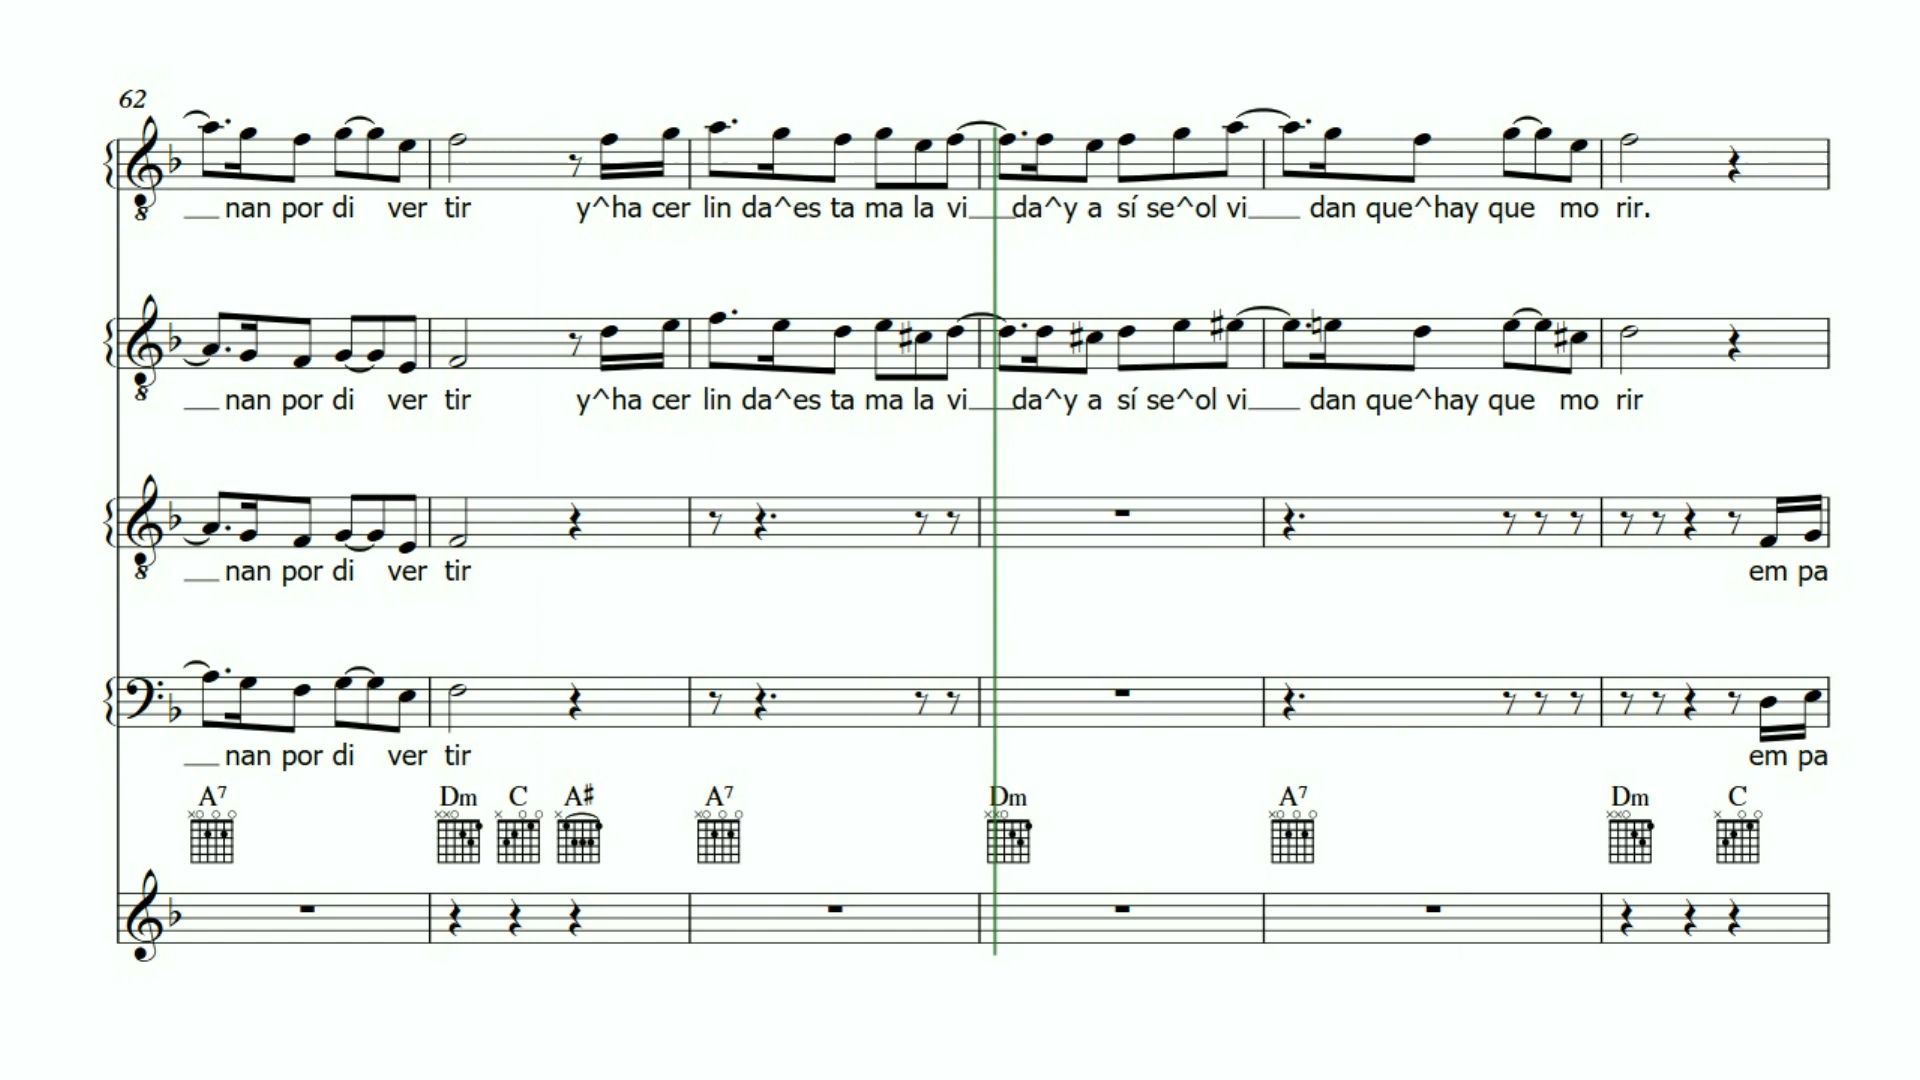 62
nan por di ver tir y^ha cer lin da^es ta ma la vi da^y a sí se^ol vi dan que^hay que mo rir.
nan por di ver tir y^ha cer lin da^es ta ma la vi da^y a sí se^ol vi dan que^hay que mo rir
nan por di ver tir em pa
nan por di ver tir em pa
A7 Dm C A♯ A7 Dm A7 Dm C